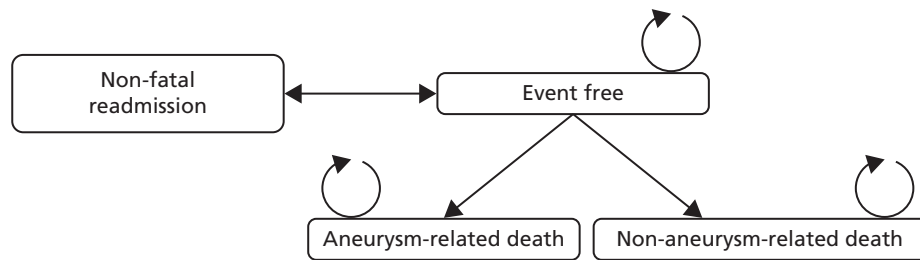 Non-fatal
readmission
Event free
Aneurysm-related death
Non-aneurysm-related death